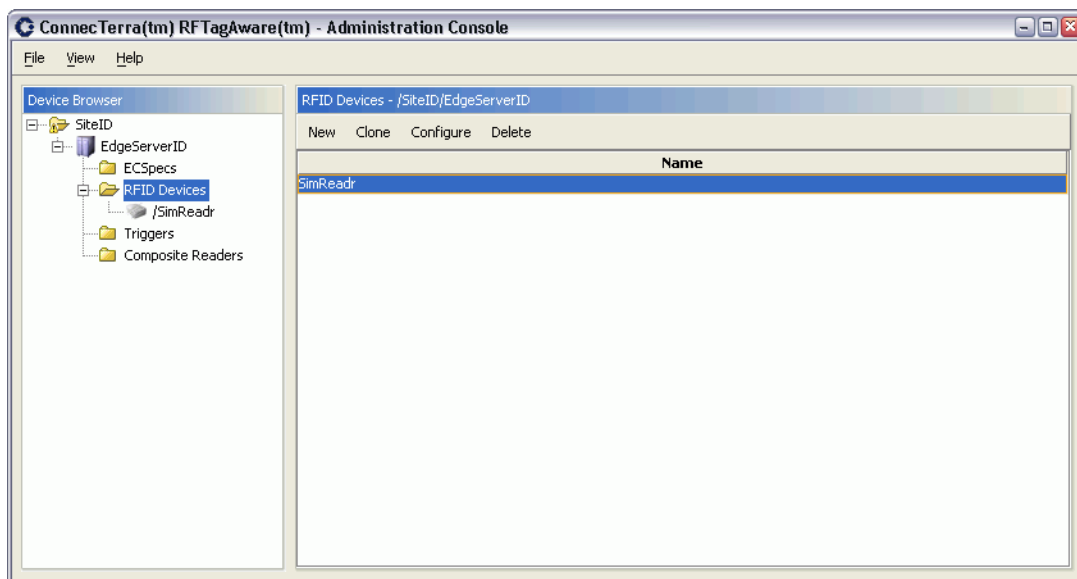 ConnecTerra(tm) RFTagAware(tm) - Administration Console
File View Help
Device Browser
SiteID
EdgeServerID
ECSpecs
RFID Devices
/SimReadr
Triggers
Composite Readers
RFID Devices - /SiteID/EdgeServerID
New Clone Configure Delete
Name
SimReadr